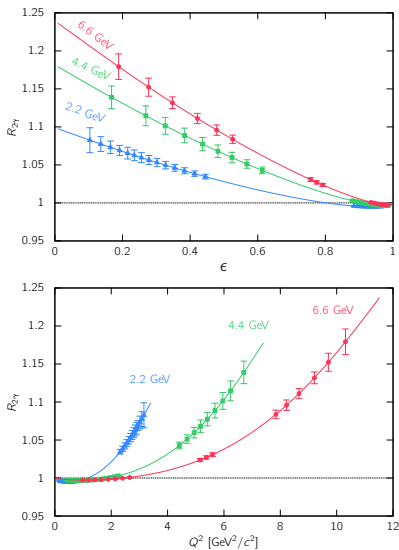 1.25
1.2
1.15
1.1
1.05
1
0.95
R₂γ
6.6 GeV
4.4 GeV
2.2 GeV
0 0.2 0.4 0.6 0.8 1
ϵ
1.25
1.2
1.15
1.1
1.05
1
0.95
R₂γ
2.2 GeV
4.4 GeV
6.6 GeV
0 2 4 6 8 10 12
Q² [GeV²/c²]